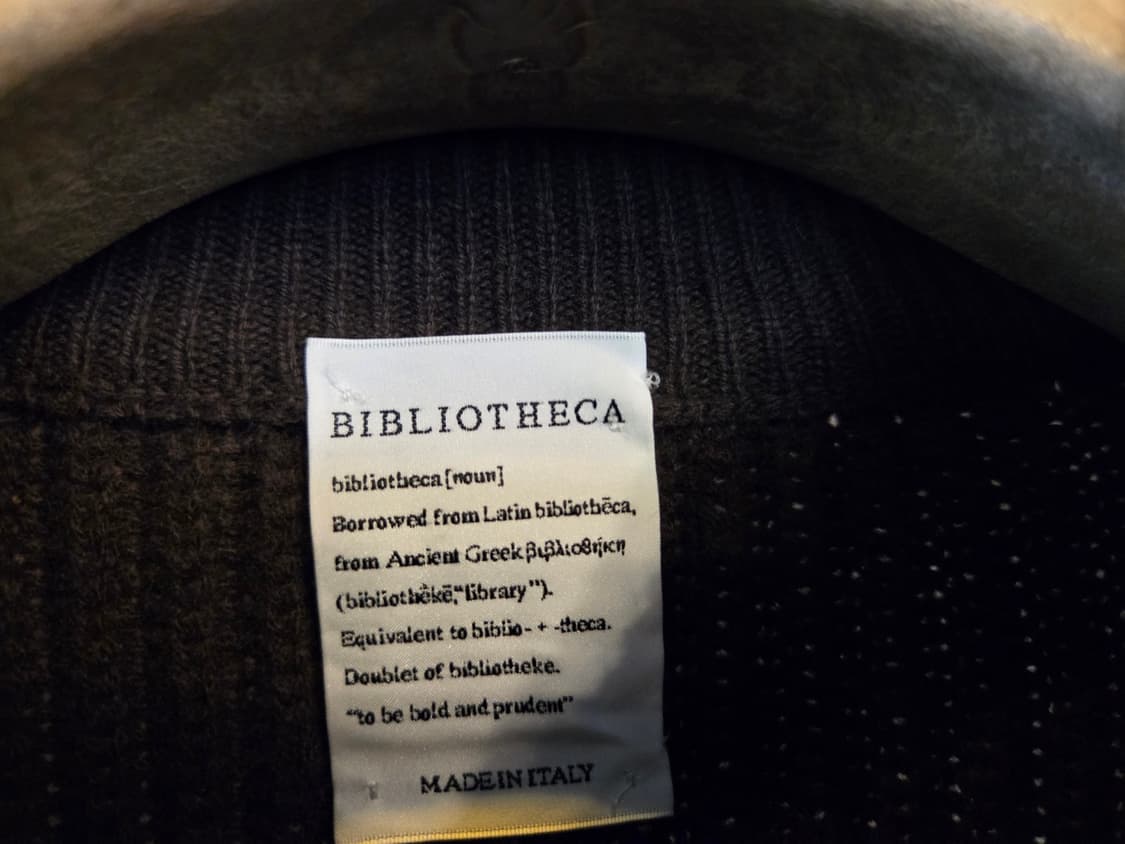 BIBLIOTHECA
bibliotheca [noun]
Borrowed from Latin bibliothēca,
from Ancient Greek βιβλιοθήκη
(bibliothḗkē, “library”).
Equivalent to biblio- + -theca.
Doublet of bibliotheke.
“to be bold and prudent”
MADE IN ITALY